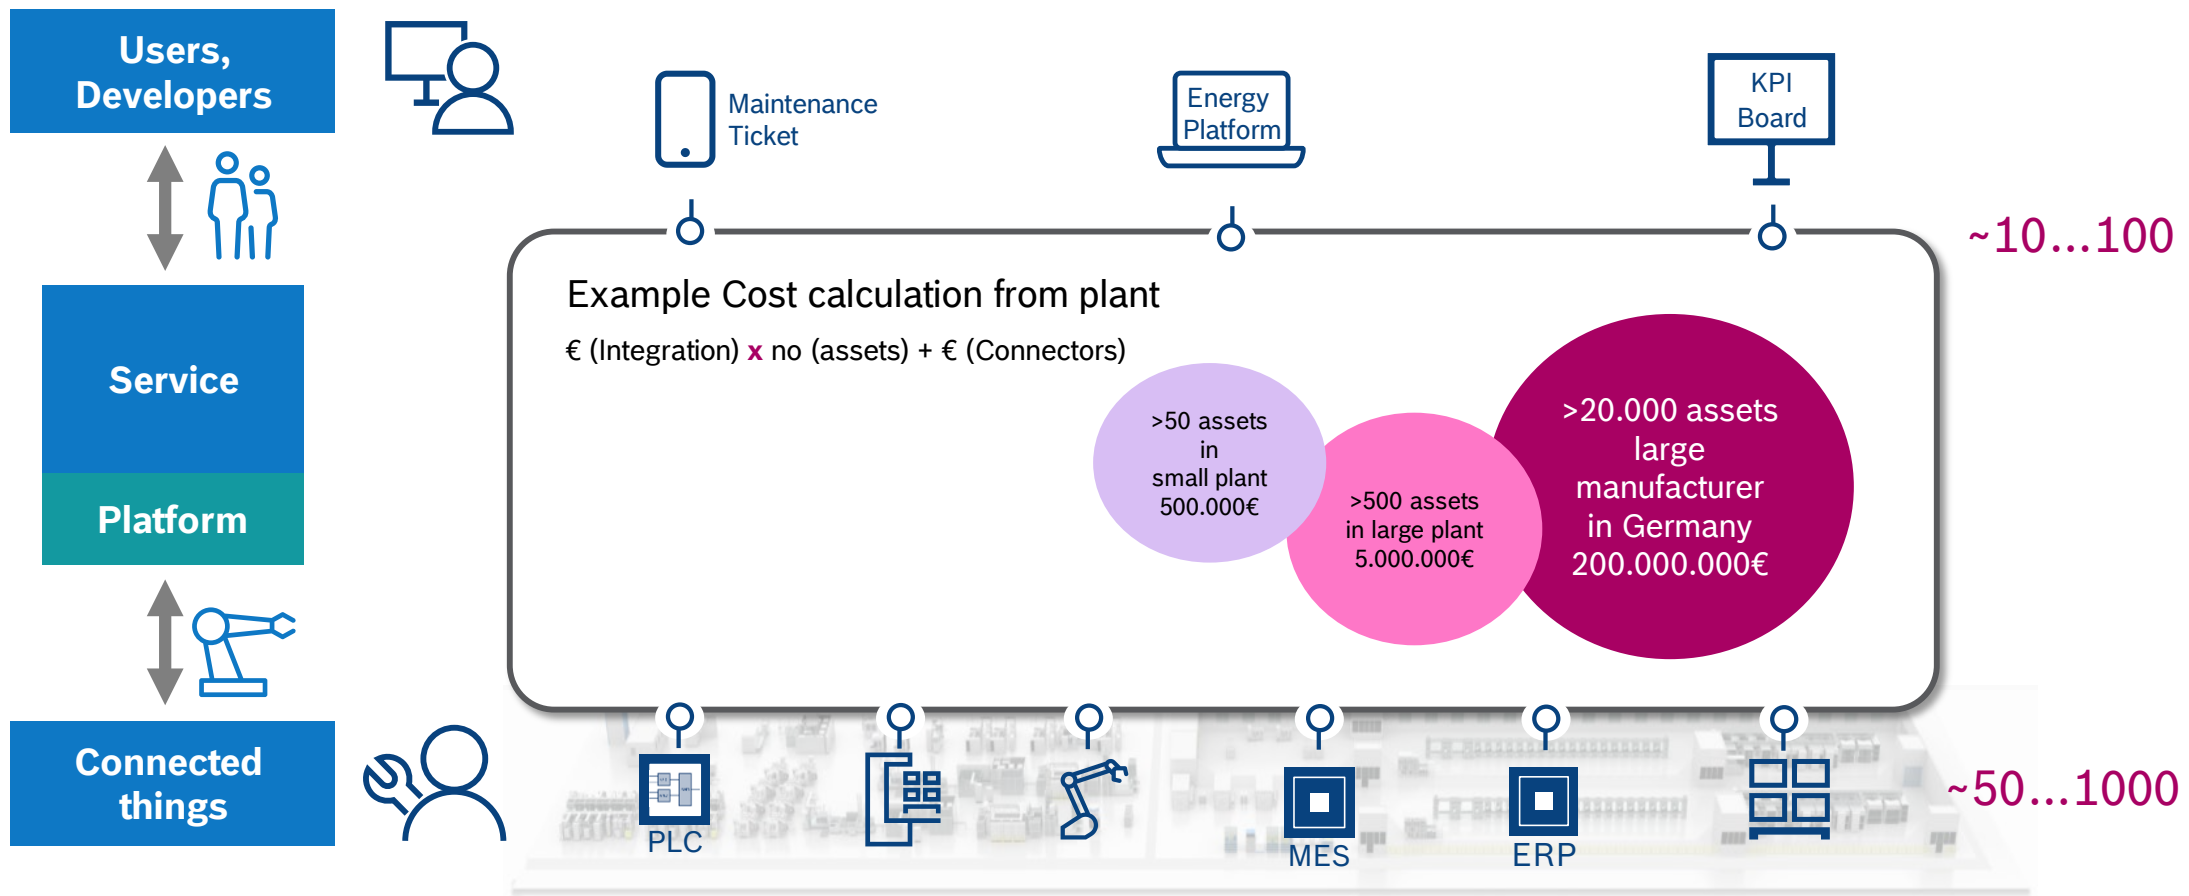 Users,
Developers
Maintenance
Ticket
Energy
Platform
KPI
Board
~10...100
Example Cost calculation from plant
€ (Integration) x no (assets) + € (Connectors)
Service
Platform
>50 assets
in
small plant
500.000€
>500 assets
in large plant
5.000.000€
>20.000 assets
large
manufacturer
in Germany
200.000.000€
Connected
things
PLC
MES
ERP
~50...1000